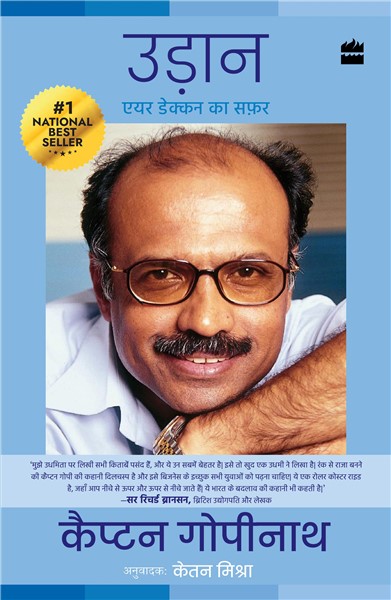 उड़ान
एयर डेक्कन का सफ़र
#1
NATIONAL
BEST
SELLER
'मुझे उद्यमिता पर लिखी सभी किताबें पसंद हैं, और ये उन सबमें बेहतर है। इसे तो खुद एक उद्यमी ने लिखा है। रंक से राजा बनने
की कैप्टन गोपी की कहानी दिलचस्प है और इसे बिजनेस के इच्छुक सभी युवाओं को पढ़ना चाहिए। ये एक रोलर कोस्टर राइड
है, जहाँ आप नीचे से ऊपर और ऊपर से नीचे जाते हैं। ये भारत के बदलाव की कहानी भी कहती है।'
–सर रिचर्ड ब्रानसन, ब्रिटिश उद्योगपति और लेखक
कैप्टन गोपीनाथ
अनुवादक: केतन मिश्रा